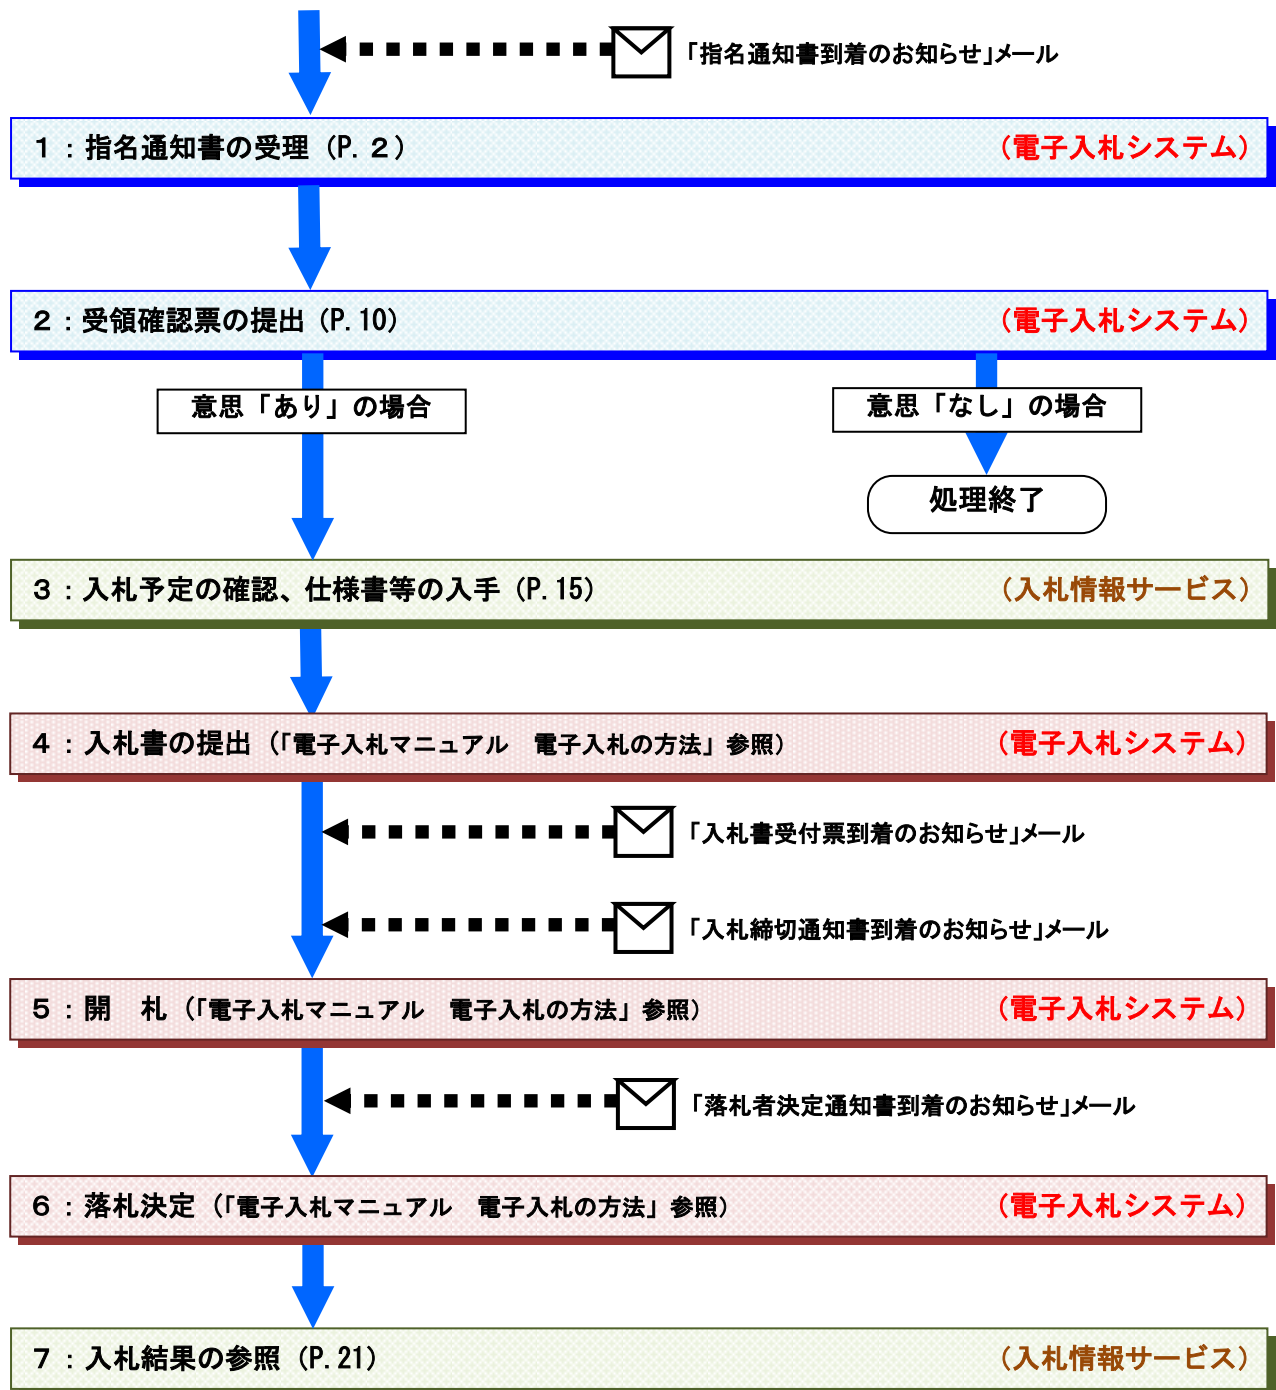 「指名通知書到着のお知らせ」メール
１：指名通知書の受理（P.２） （電子入札システム）
２：受領確認票の提出（P.10） （電子入札システム）
意思「あり」の場合
意思「なし」の場合
処理終了
３：入札予定の確認、仕様書等の入手（P.15） （入札情報サービス）
４：入札書の提出（「電子入札マニュアル　電子入札の方法」参照） （電子入札システム）
「入札書受付票到着のお知らせ」メール
「入札締切通知書到着のお知らせ」メール
５：開　札（「電子入札マニュアル　電子入札の方法」参照） （電子入札システム）
「落札者決定通知書到着のお知らせ」メール
６：落札決定（「電子入札マニュアル　電子入札の方法」参照） （電子入札システム）
７：入札結果の参照（P.21） （入札情報サービス）